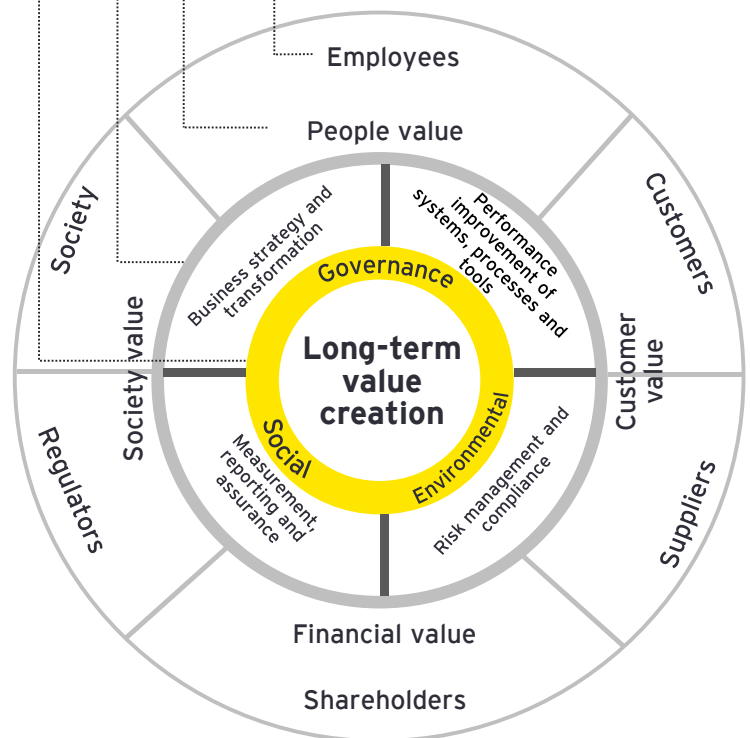 Employees
People value
Society
Customers
Business strategy and
transformation
Performance
improvement of
systems, processes and
tools
Governance
Long-term
value
creation
Society value
Customer
value
Social
Environmental
Measurement,
reporting and
assurance
Risk management and
compliance
Regulators
Suppliers
Financial value
Shareholders